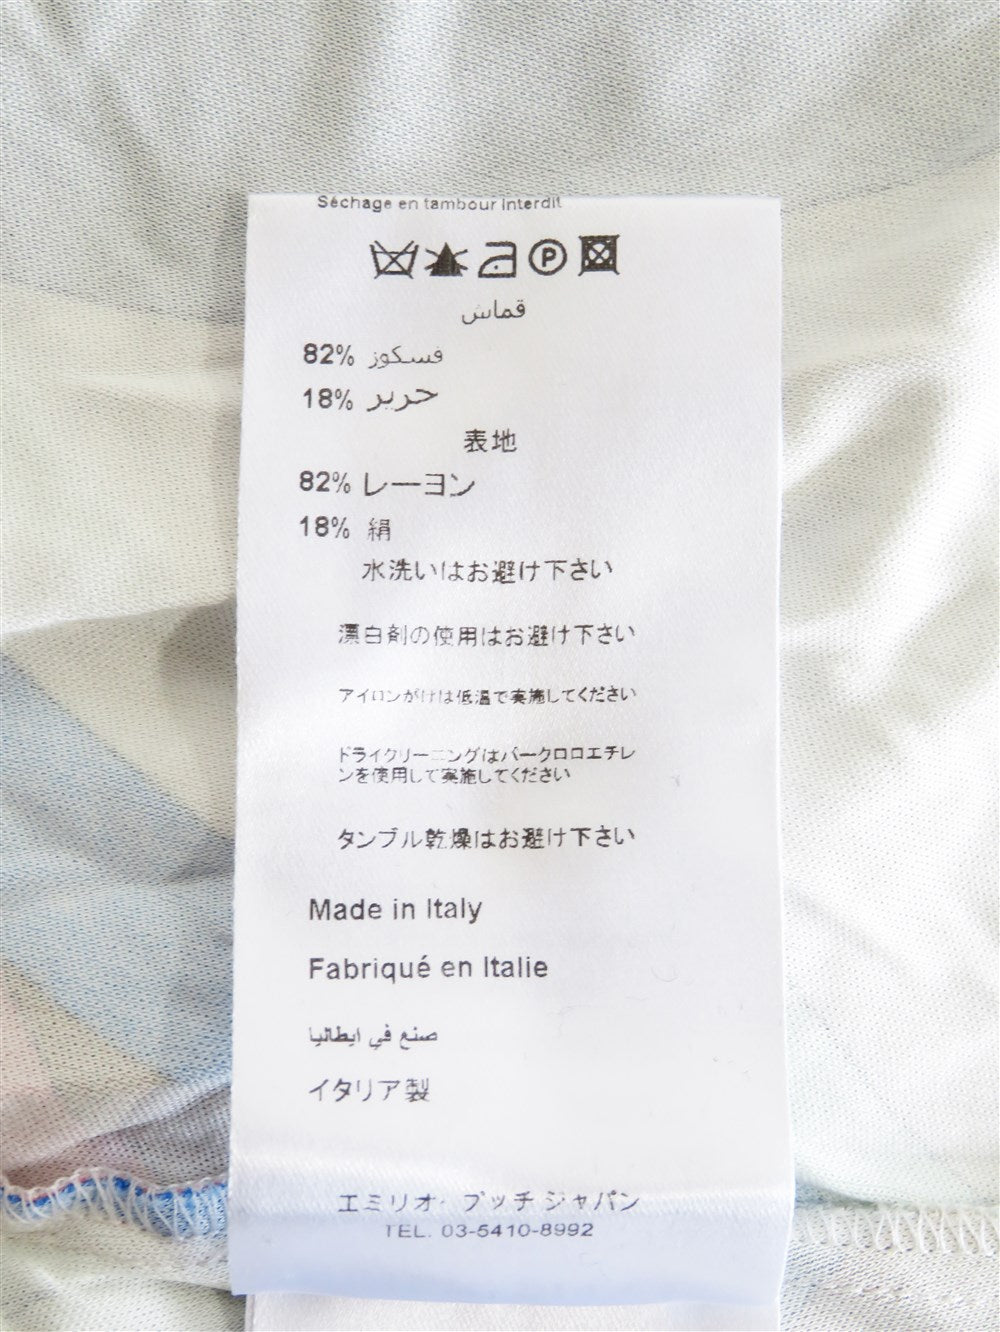 Séchage en tambour interdit
P
قماش
82% فسكوز
18% حرير
表地
82% レーヨン
18% 絹
水洗いはお避け下さい
漂白剤の使用はお避け下さい
アイロンがけは低温で実施してください
ドライクリーニングはパークロロエチレ
ンを使用して実施してください
タンブル乾燥はお避け下さい
Made in Italy
Fabriqué en Italie
صنع في ايطاليا
イタリア製
エミリオ・プッチ ジャパン
TEL. 03-5410-8992